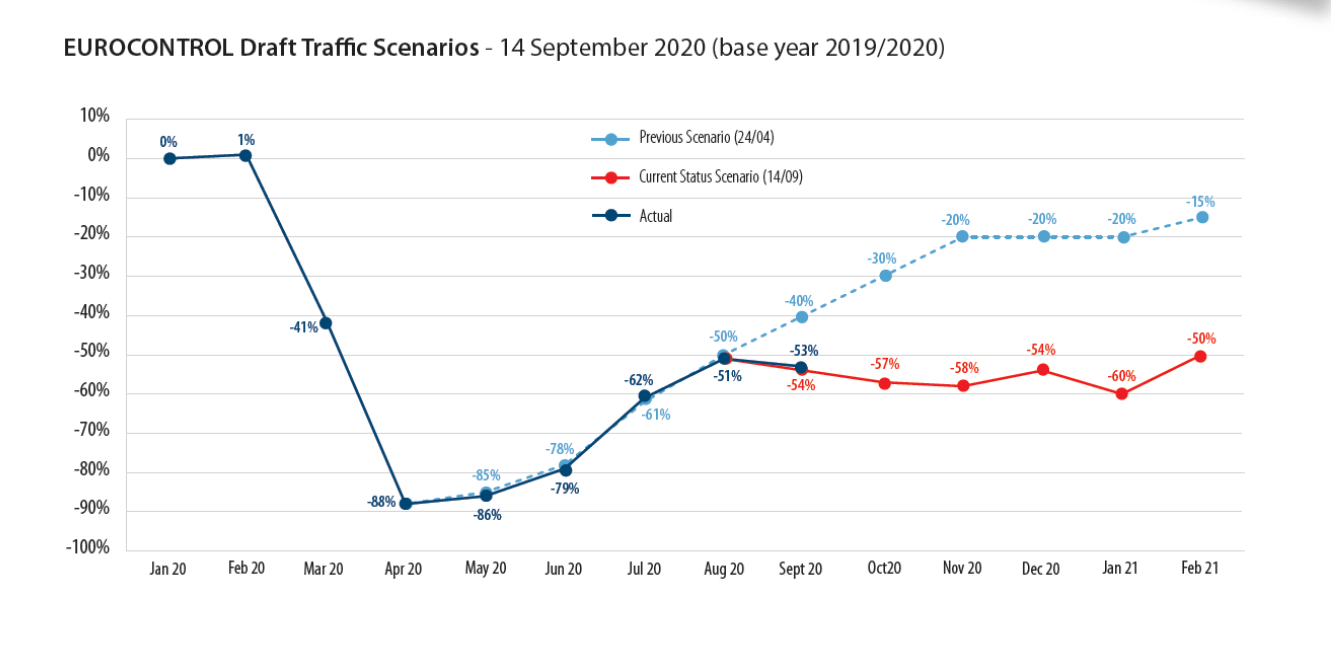 EUROCONTROL Draft Traffic Scenarios - 14 September 2020 (base year 2019/2020)
10%
0%
-10%
-20%
-30%
-40%
-50%
-60%
-70%
-80%
-90%
-100%
Previous Scenario (24/04)
Current Status Scenario (14/09)
Actual
0%
1%
-41%
-88%
-85%
-86%
-78%
-79%
-62%
-61%
-50%
-51%
-40%
-53%
-54%
-30%
-57%
-20%
-58%
-20%
-54%
-20%
-60%
-15%
-50%
Jan 20
Feb 20
Mar 20
Apr 20
May 20
Jun 20
Jul 20
Aug 20
Sept 20
Oct20
Nov 20
Dec 20
Jan 21
Feb 21